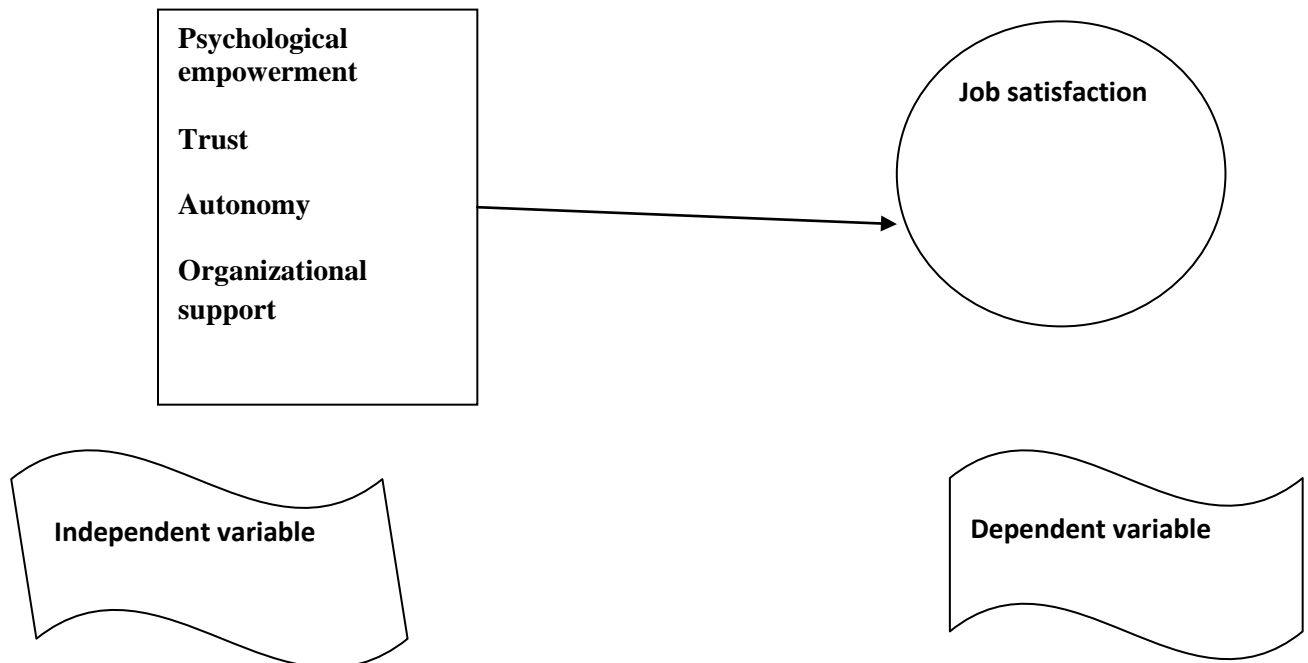 Psychological
empowerment
Trust
Autonomy
Organizational
support
Job satisfaction
Independent variable
Dependent variable